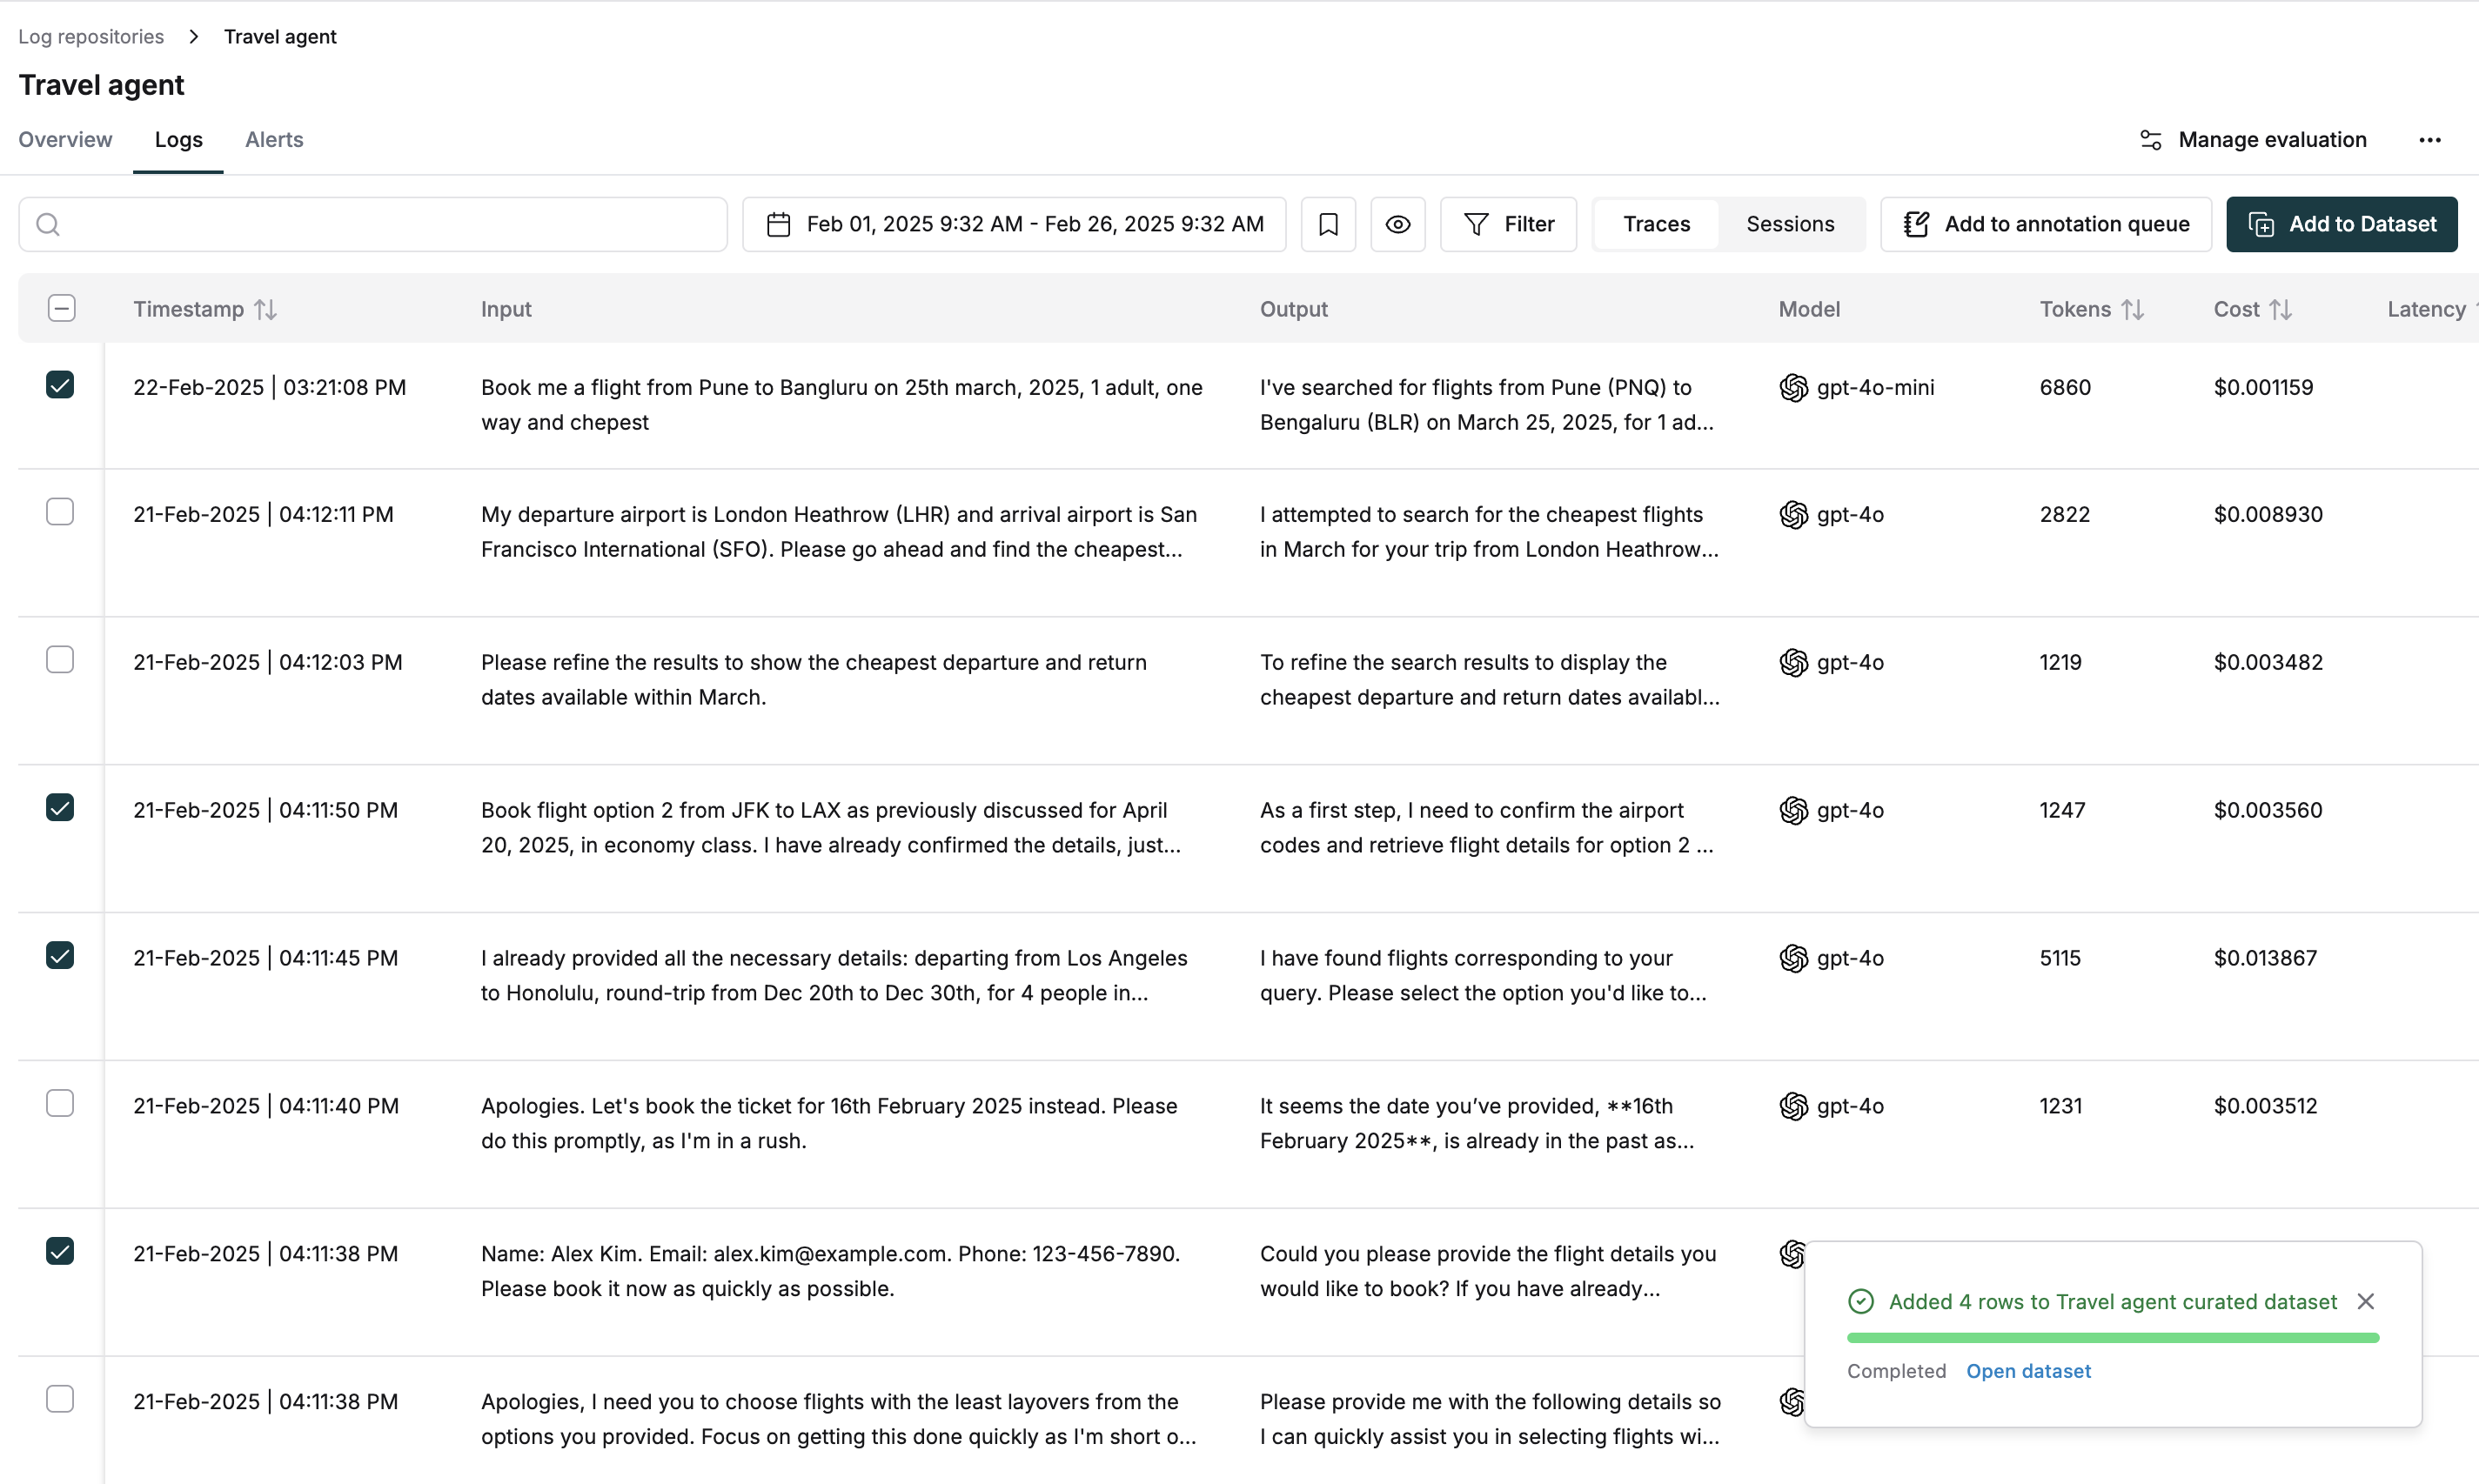 Log repositories > Travel agent
Travel agent
Overview Logs Alerts Manage evaluation ...
Feb 01, 2025 9:32 AM - Feb 26, 2025 9:32 AM Filter Traces Sessions Add to annotation queue Add to Dataset
Timestamp Input Output Model Tokens Cost Latency
22-Feb-2025 | 03:21:08 PM Book me a flight from Pune to Bangluru on 25th march, 2025, 1 adult, one I've searched for flights from Pune (PNQ) to gpt-4o-mini 6860 $0.001159
way and chepest Bengaluru (BLR) on March 25, 2025, for 1 ad...
21-Feb-2025 | 04:12:11 PM My departure airport is London Heathrow (LHR) and arrival airport is San I attempted to search for the cheapest flights gpt-4o 2822 $0.008930
Francisco International (SFO). Please go ahead and find the cheapest... in March for your trip from London Heathrow...
21-Feb-2025 | 04:12:03 PM Please refine the results to show the cheapest departure and return To refine the search results to display the gpt-4o 1219 $0.003482
dates available within March. cheapest departure and return dates availabl...
21-Feb-2025 | 04:11:50 PM Book flight option 2 from JFK to LAX as previously discussed for April As a first step, I need to confirm the airport gpt-4o 1247 $0.003560
20, 2025, in economy class. I have already confirmed the details, just... codes and retrieve flight details for option 2 ...
21-Feb-2025 | 04:11:45 PM I already provided all the necessary details: departing from Los Angeles I have found flights corresponding to your gpt-4o 5115 $0.013867
to Honolulu, round-trip from Dec 20th to Dec 30th, for 4 people in... query. Please select the option you'd like to...
21-Feb-2025 | 04:11:40 PM Apologies. Let's book the ticket for 16th February 2025 instead. Please It seems the date you’ve provided, **16th gpt-4o 1231 $0.003512
do this promptly, as I'm in a rush. February 2025**, is already in the past as...
21-Feb-2025 | 04:11:38 PM Name: Alex Kim. Email: alex.kim@example.com. Phone: 123-456-7890. Could you please provide the flight details you
Please book it now as quickly as possible. would like to book? If you have already...
Added 4 rows to Travel agent curated dataset
Completed Open dataset
21-Feb-2025 | 04:11:38 PM Apologies, I need you to choose flights with the least layovers from the Please provide me with the following details so
options you provided. Focus on getting this done quickly as I'm short o... I can quickly assist you in selecting flights wi...